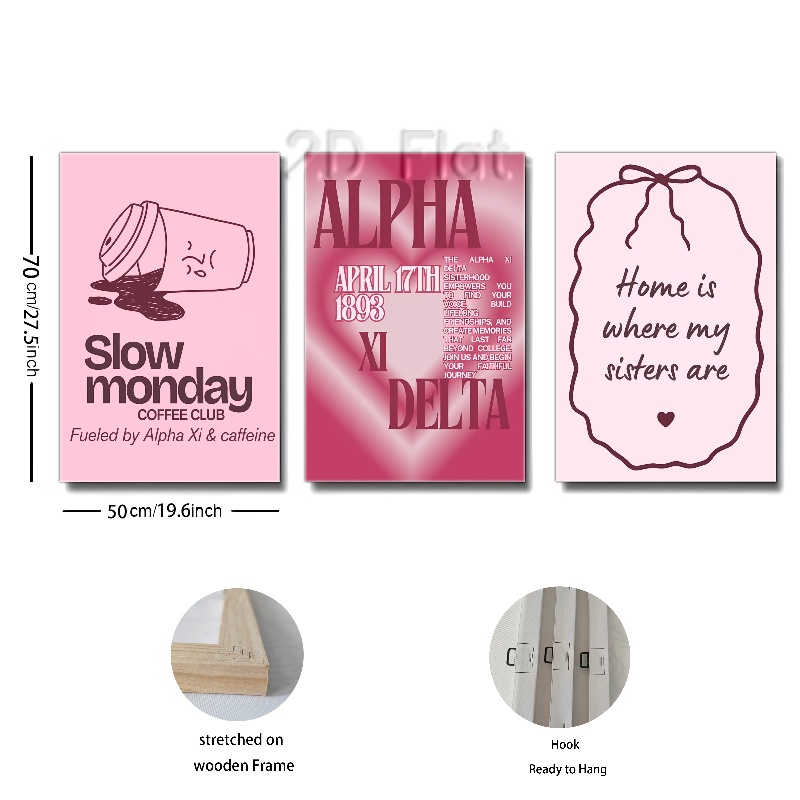 2D Flat
Slow
monday
COFFEE CLUB
Fueled by Alpha Xi & caffeine
ALPHA
APRIL 17TH
1893
XI
DELTA
THE ALPHA XI
DELTA
SISTERHOOD
EMPOWERS YOU
TO FIND YOUR
VOICE, BUILD
LIFELONG
FRIENDSHIPS, AND
CREATE MEMORIES
THAT LAST FAR
BEYOND COLLEGE.
JOIN US AND BEGIN
YOUR FAITHFUL
JOURNEY
Home is
where my
sisters are
70cm/27.5inch
50cm/19.6inch
stretched on
wooden Frame
Hook
Ready to Hang